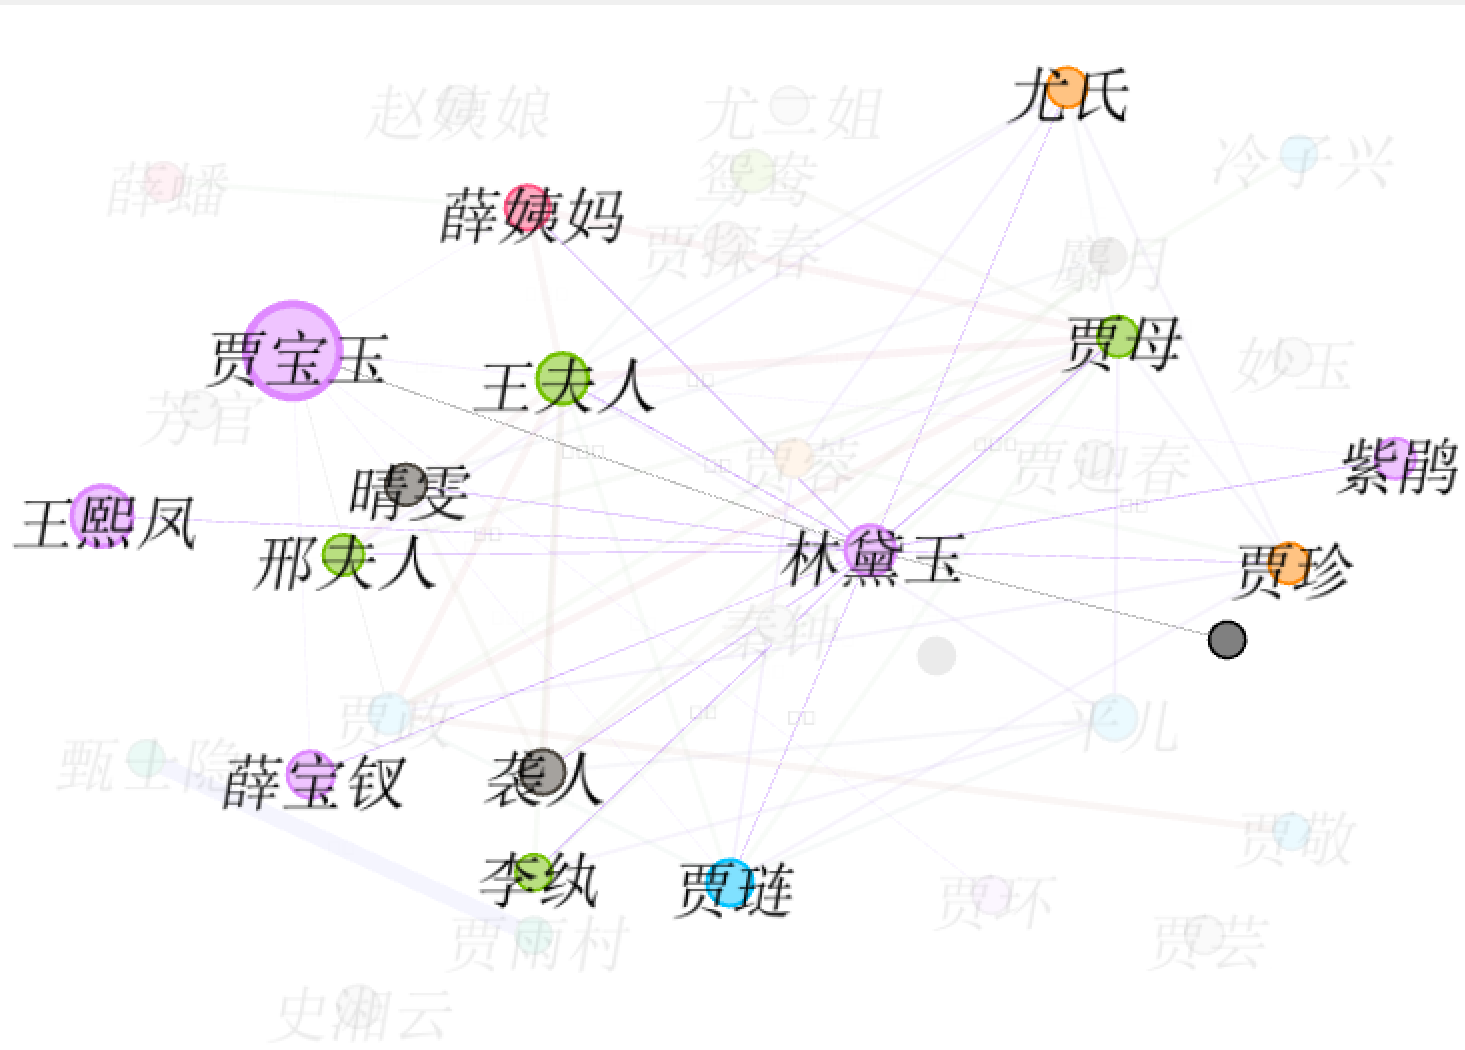 尤氏
赵姨娘
尤二姐
冷子兴
鸳鸯
薛蟠
薛姨妈
贾探春
麝月
贾母
贾宝玉
王夫人
妙玉
芳官
贾蓉
贾迎春
紫鹃
晴雯
王熙凤
邢夫人
林黛玉
贾珍
秦钟
贾政
平儿
甄士隐
薛宝钗
袭人
贾敬
李纨
贾琏
贾环
贾雨村
贾芸
史湘云